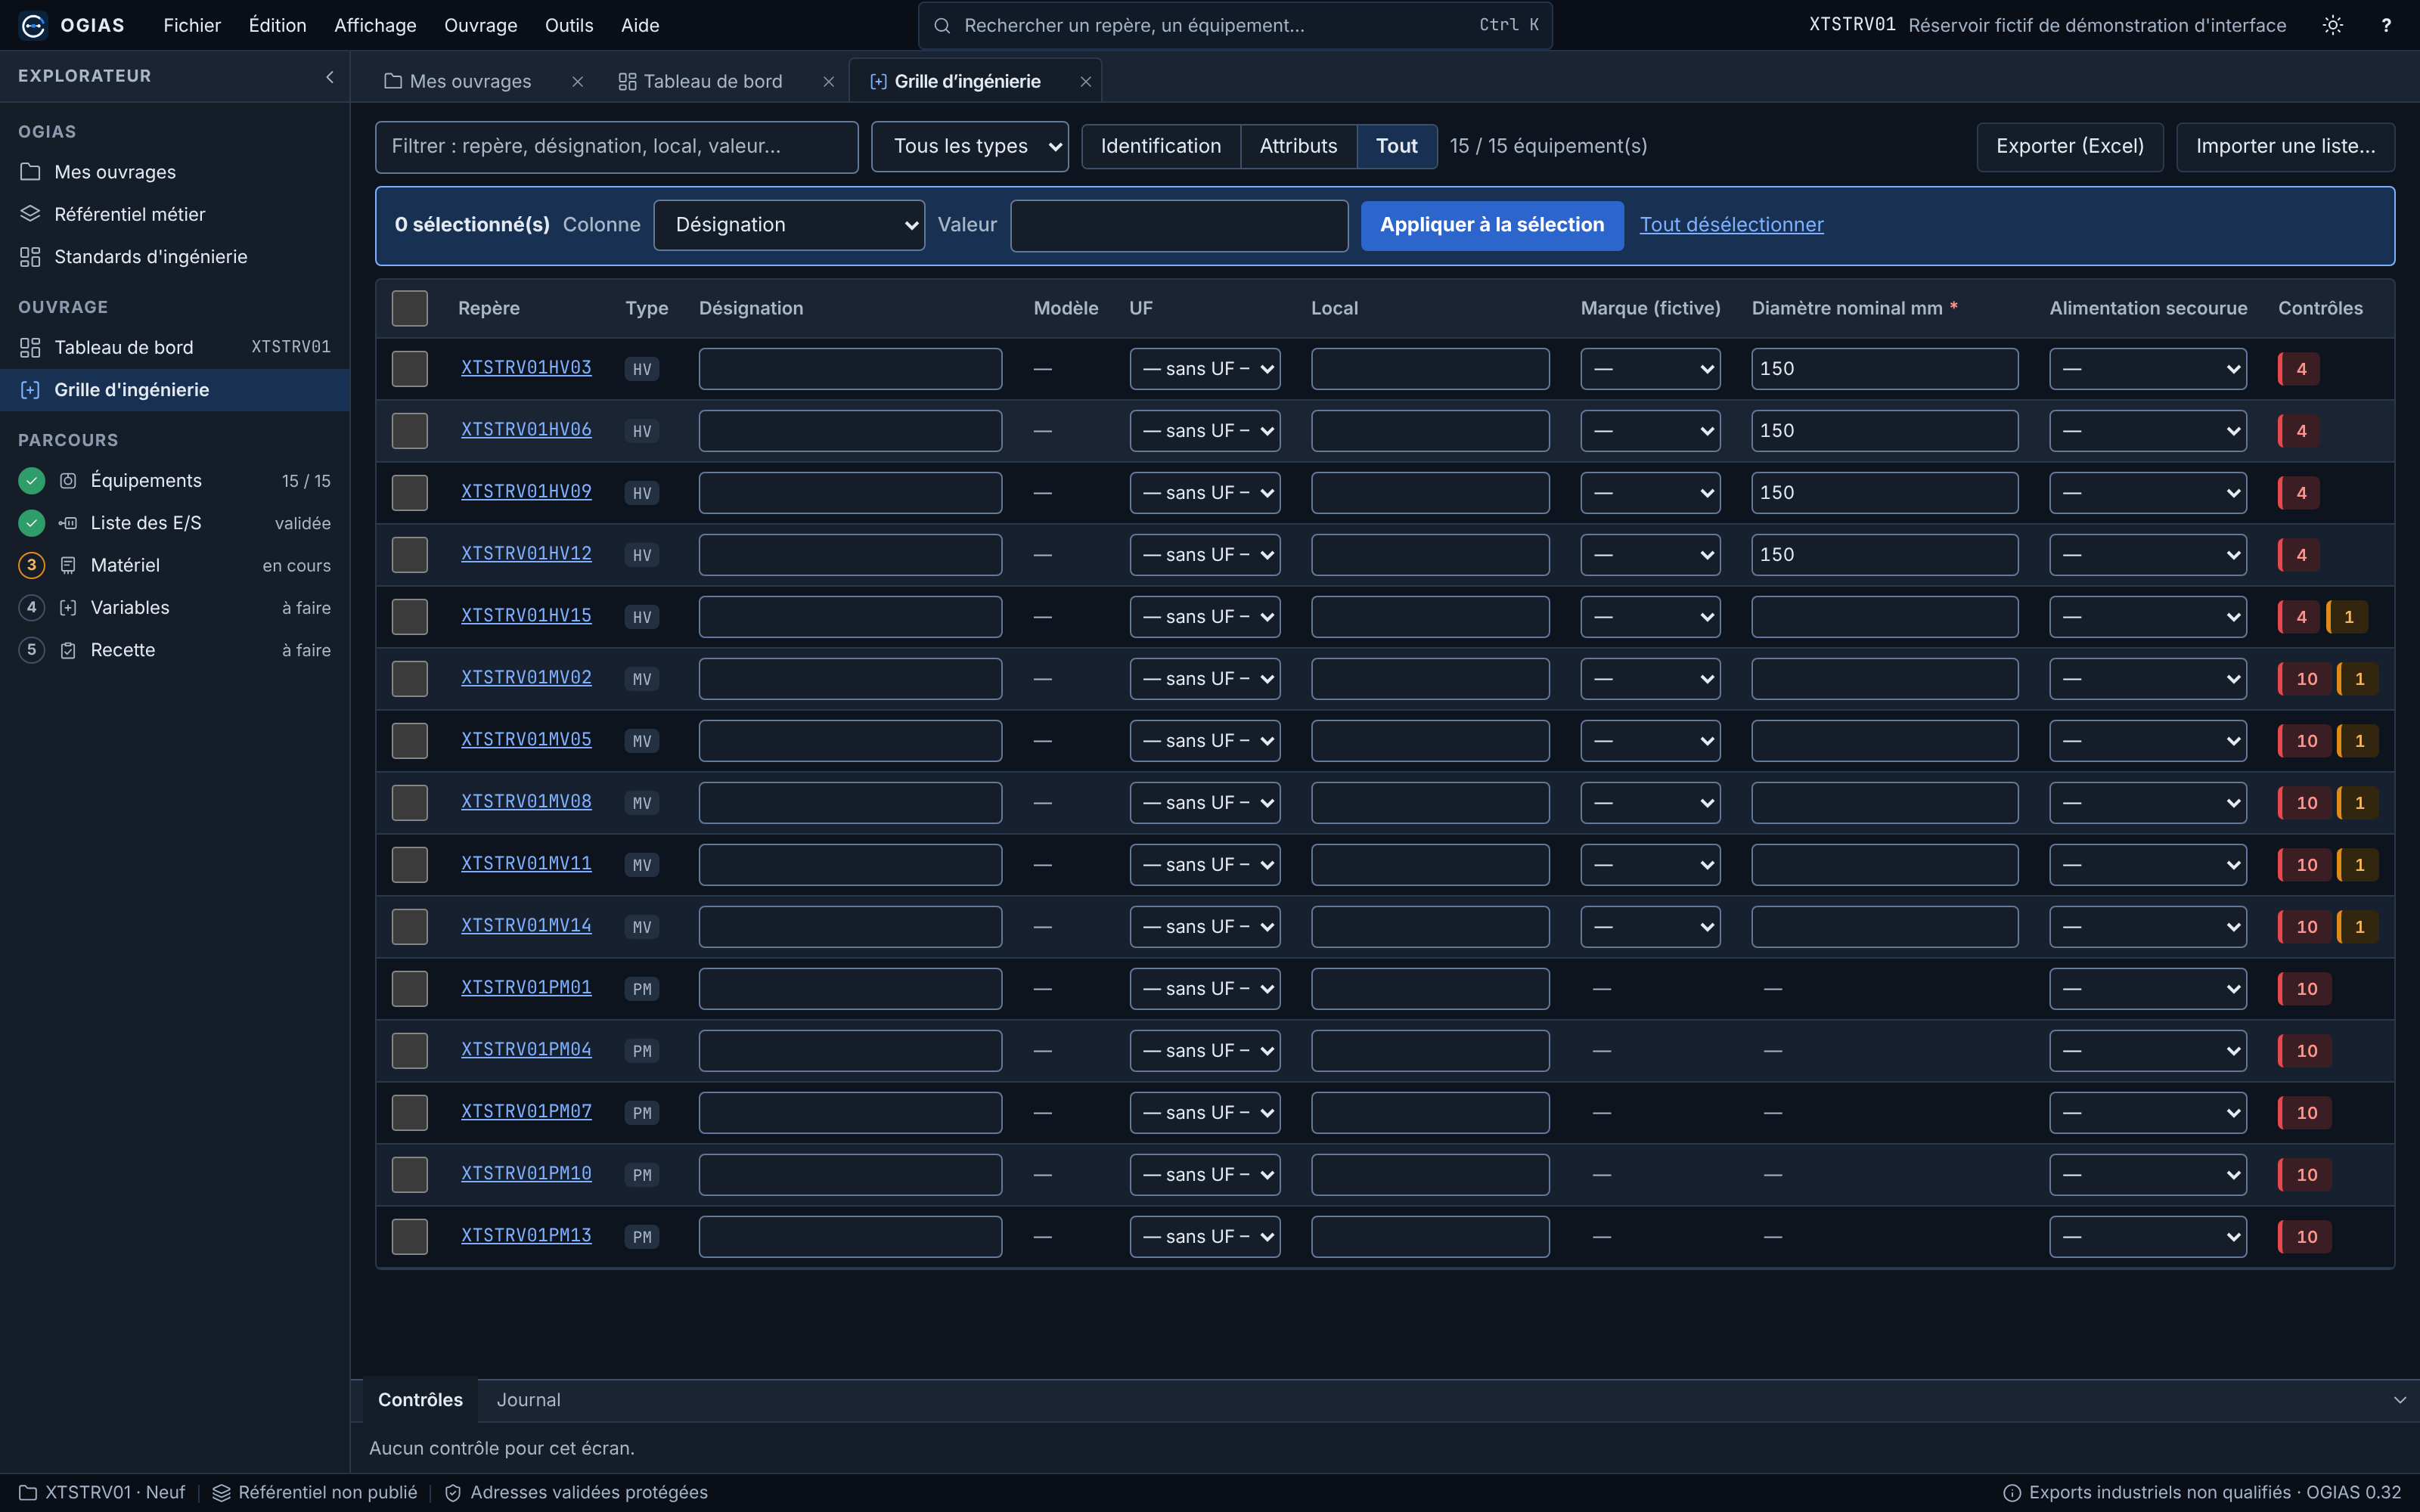 OGIAS Fichier Édition Affichage Ouvrage Outils Aide Rechercher un repère, un équipement... Ctrl K XTSTRV01 Réservoir fictif de démonstration d'interface ?
EXPLORATEUR
Mes ouvrages Tableau de bord Grille d'ingénierie
OGIAS
Mes ouvrages
Référentiel métier
Standards d'ingénierie
OUVRAGE
Tableau de bord XTSTRV01
Grille d'ingénierie
PARCOURS
Équipements 15 / 15
Liste des E/S validée
3 Matériel en cours
4 Variables à faire
5 Recette à faire
Filtrer : repère, désignation, local, valeur... Tous les types Identification Attributs Tout 15 / 15 équipement(s) Exporter (Excel) Importer une liste...
0 sélectionné(s) Colonne Désignation Valeur Appliquer à la sélection Tout désélectionner
Repère Type Désignation Modèle UF Local Marque (fictive) Diamètre nominal mm * Alimentation secourue Contrôles
XTSTRV01HV03 HV — — sans UF – — 150 — 4
XTSTRV01HV06 HV — — sans UF – — 150 — 4
XTSTRV01HV09 HV — — sans UF – — 150 — 4
XTSTRV01HV12 HV — — sans UF – — 150 — 4
XTSTRV01HV15 HV — — sans UF – — — 4 1
XTSTRV01MV02 MV — — sans UF – — — 10 1
XTSTRV01MV05 MV — — sans UF – — — 10 1
XTSTRV01MV08 MV — — sans UF – — — 10 1
XTSTRV01MV11 MV — — sans UF – — — 10 1
XTSTRV01MV14 MV — — sans UF – — — 10 1
XTSTRV01PM01 PM — — sans UF – — — — 10
XTSTRV01PM04 PM — — sans UF – — — — 10
XTSTRV01PM07 PM — — sans UF – — — — 10
XTSTRV01PM10 PM — — sans UF – — — — 10
XTSTRV01PM13 PM — — sans UF – — — — 10
Contrôles Journal
Aucun contrôle pour cet écran.
XTSTRV01 · Neuf Référentiel non publié Adresses validées protégées Exports industriels non qualifiés · OGIAS 0.32